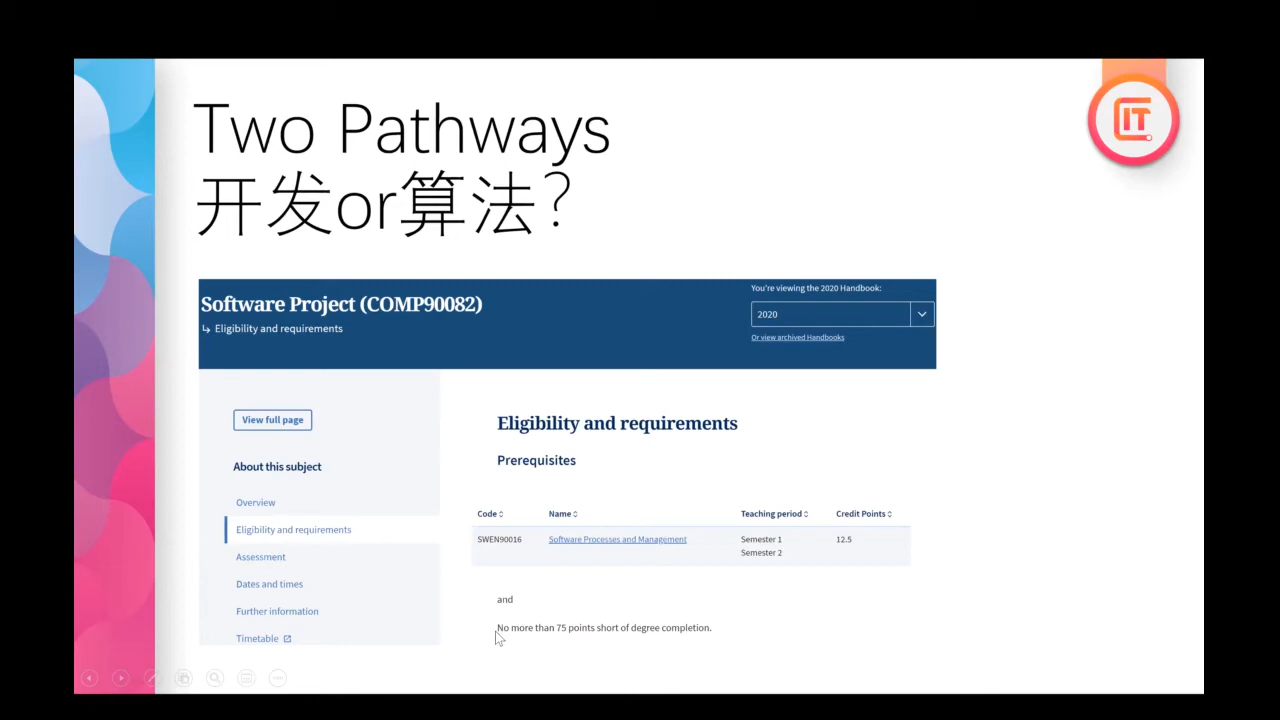 Two Pathways
开发or算法？
IT
Software Project (COMP90082)
↳ Eligibility and requirements
You're viewing the 2020 Handbook:
2020
Or view archived Handbooks
View full page
About this subject
Overview
Eligibility and requirements
Assessment
Dates and times
Further information
Timetable
Eligibility and requirements
Prerequisites
Code Name Teaching period Credit Points
SWEN90016 Software Processes and Management Semester 1 12.5
Semester 2
and
No more than 75 points short of degree completion.